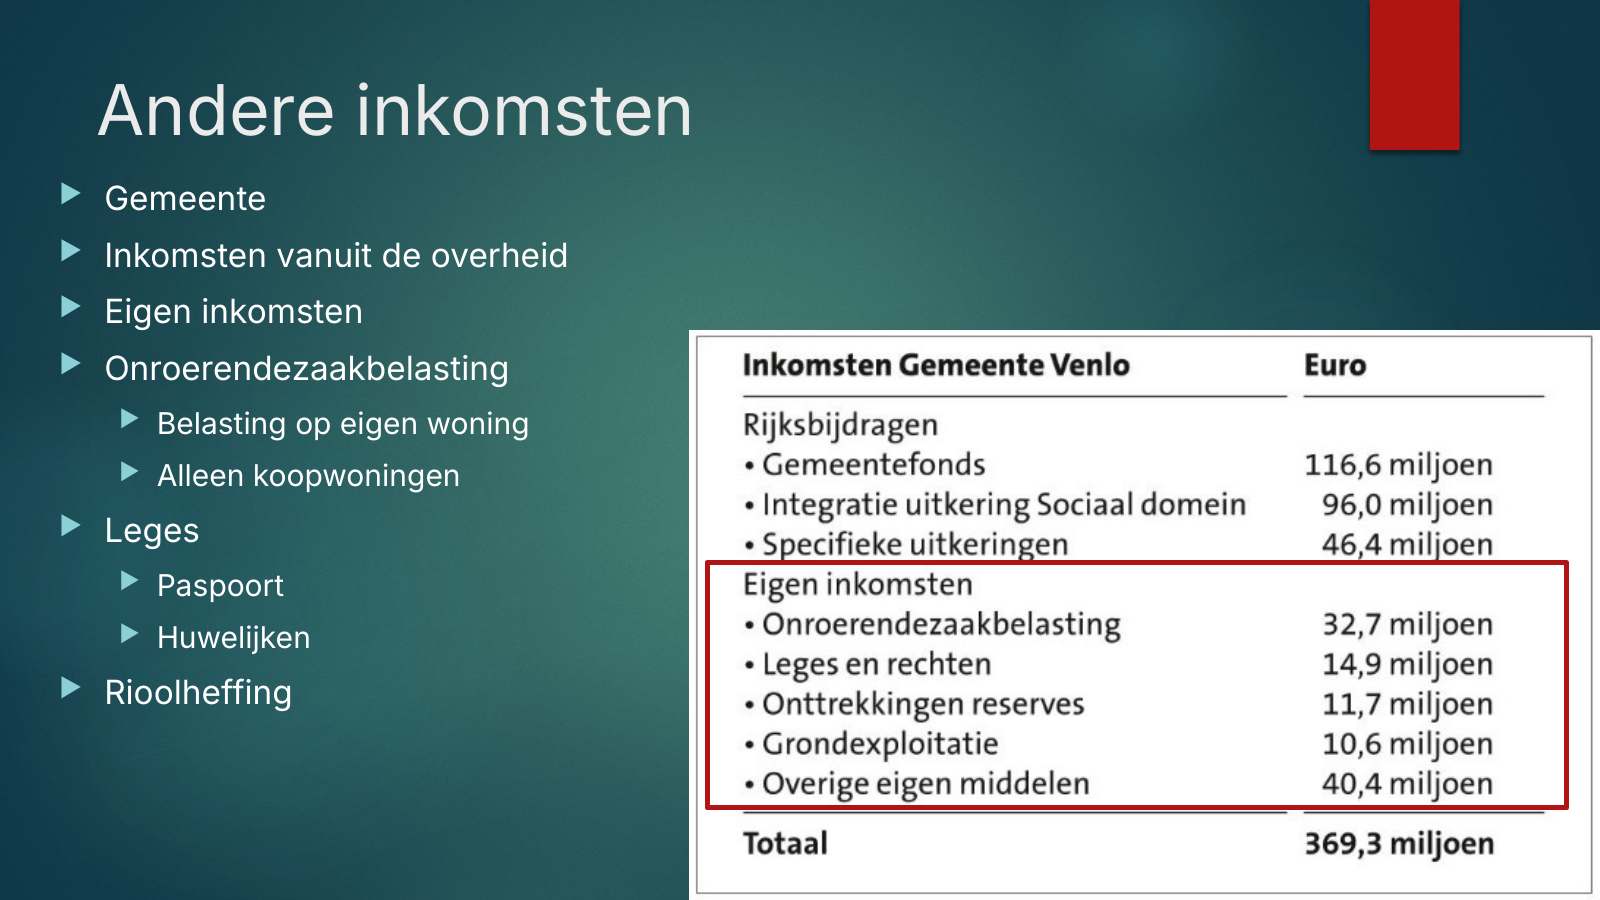 Andere inkomsten
Gemeente
Inkomsten vanuit de overheid
Eigen inkomsten
Onroerendezaakbelasting
Belasting op eigen woning
Alleen koopwoningen
Leges
Paspoort
Huwelijken
Rioolheffing
Inkomsten Gemeente Venlo Euro
Rijksbijdragen
• Gemeentefonds 116,6 miljoen
• Integratie uitkering Sociaal domein 96,0 miljoen
• Specifieke uitkeringen 46,4 miljoen
Eigen inkomsten
• Onroerendezaakbelasting 32,7 miljoen
• Leges en rechten 14,9 miljoen
• Onttrekkingen reserves 11,7 miljoen
• Grondexploitatie 10,6 miljoen
• Overige eigen middelen 40,4 miljoen
Totaal 369,3 miljoen